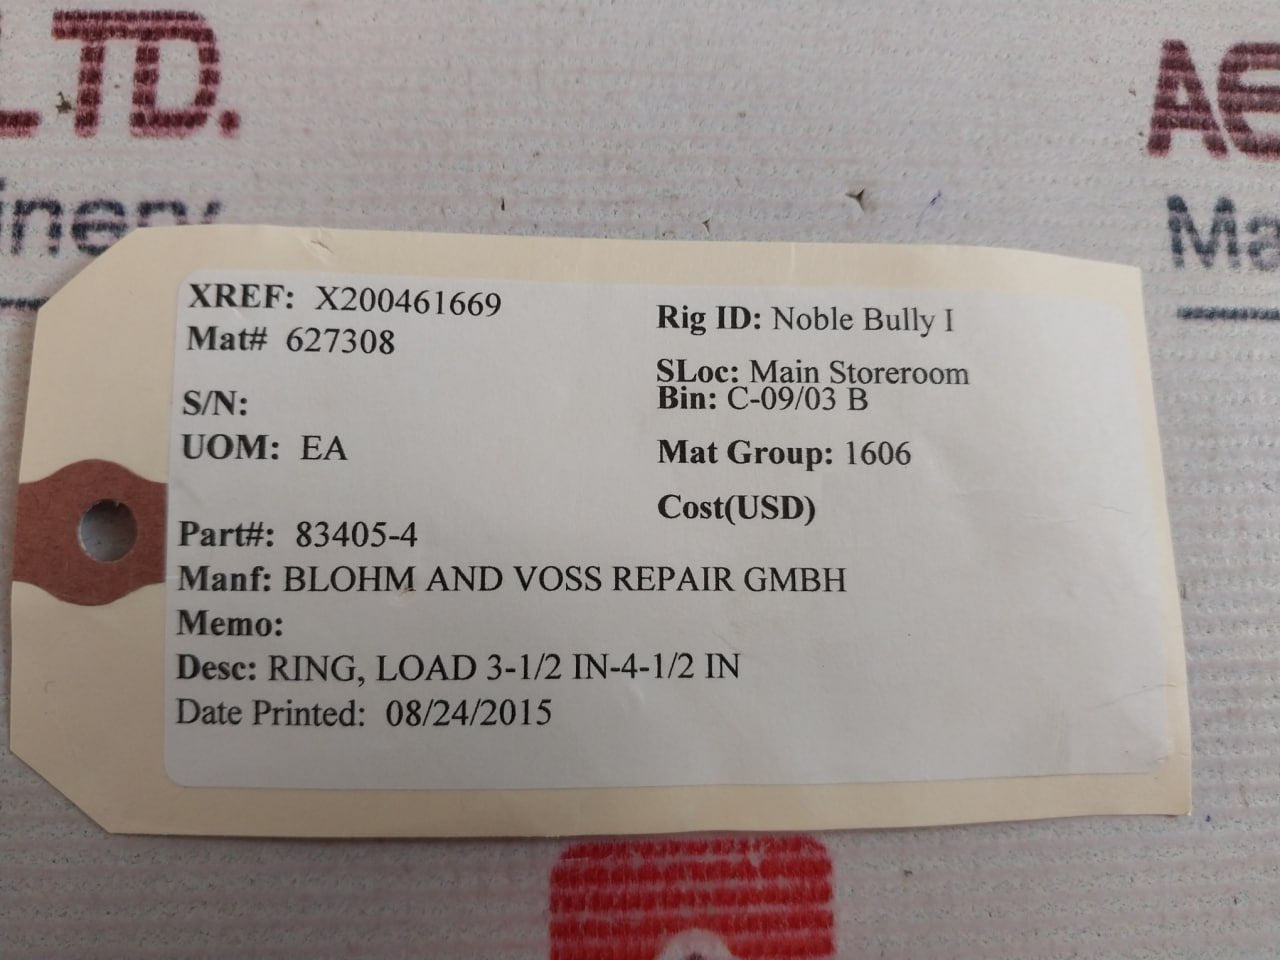 LTD.
AE
Ma
XREF: X200461669
Mat# 627308
S/N:
UOM: EA
Part#: 83405-4
Manf: BLOHM AND VOSS REPAIR GMBH
Memo:
Desc: RING, LOAD 3-1/2 IN-4-1/2 IN
Date Printed: 08/24/2015
Rig ID: Noble Bully I
SLoc: Main Storeroom
Bin: C-09/03 B
Mat Group: 1606
Cost(USD)